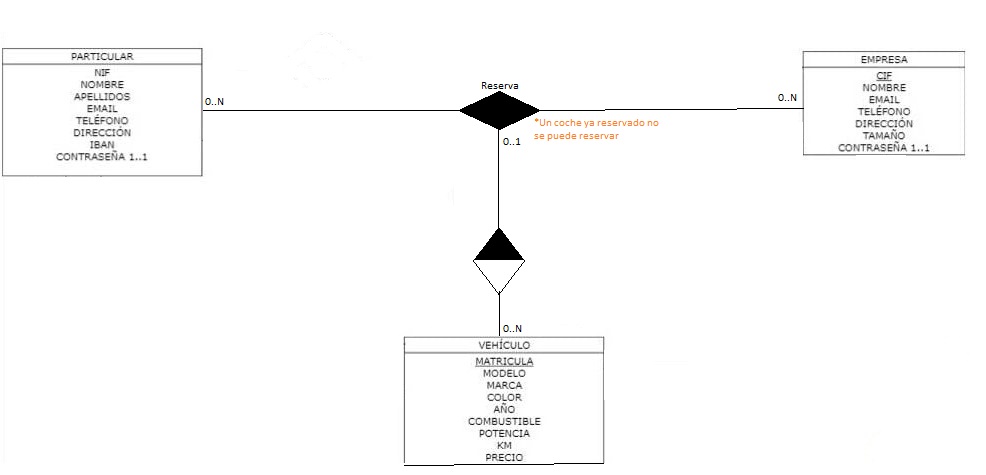 PARTICULAR
NIF
NOMBRE
APELLIDOS
EMAIL
TELÉFONO
DIRECCIÓN
IBAN
CONTRASEÑA 1..1
0..N
Reserva
*Un coche ya reservado no
se puede reservar
0..1
0..N
EMPRESA
CIF
NOMBRE
EMAIL
TELÉFONO
DIRECCIÓN
TAMAÑO
CONTRASEÑA 1..1
0..N
VEHÍCULO
MATRICULA
MODELO
MARCA
COLOR
AÑO
COMBUSTIBLE
POTENCIA
KM
PRECIO